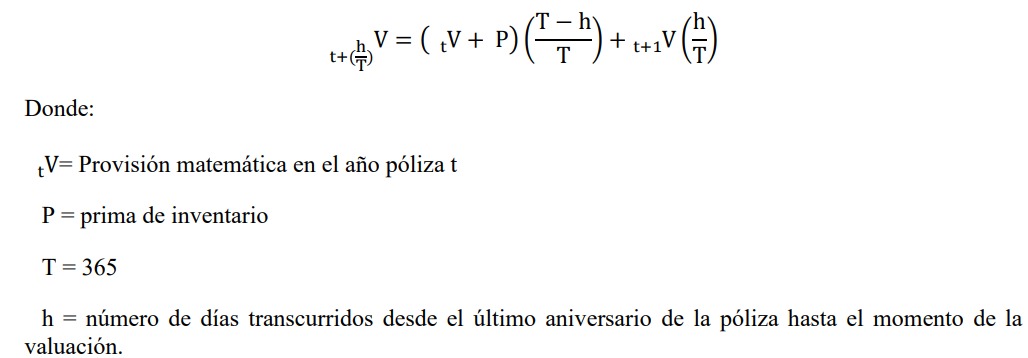 t+(h/T)V = ( tV + P) ((T − h)/T) + t+1V (h/T)
Donde:
tV= Provisión matemática en el año póliza t
P = prima de inventario
T = 365
h = número de días transcurridos desde el último aniversario de la póliza hasta el momento de la
valuación.